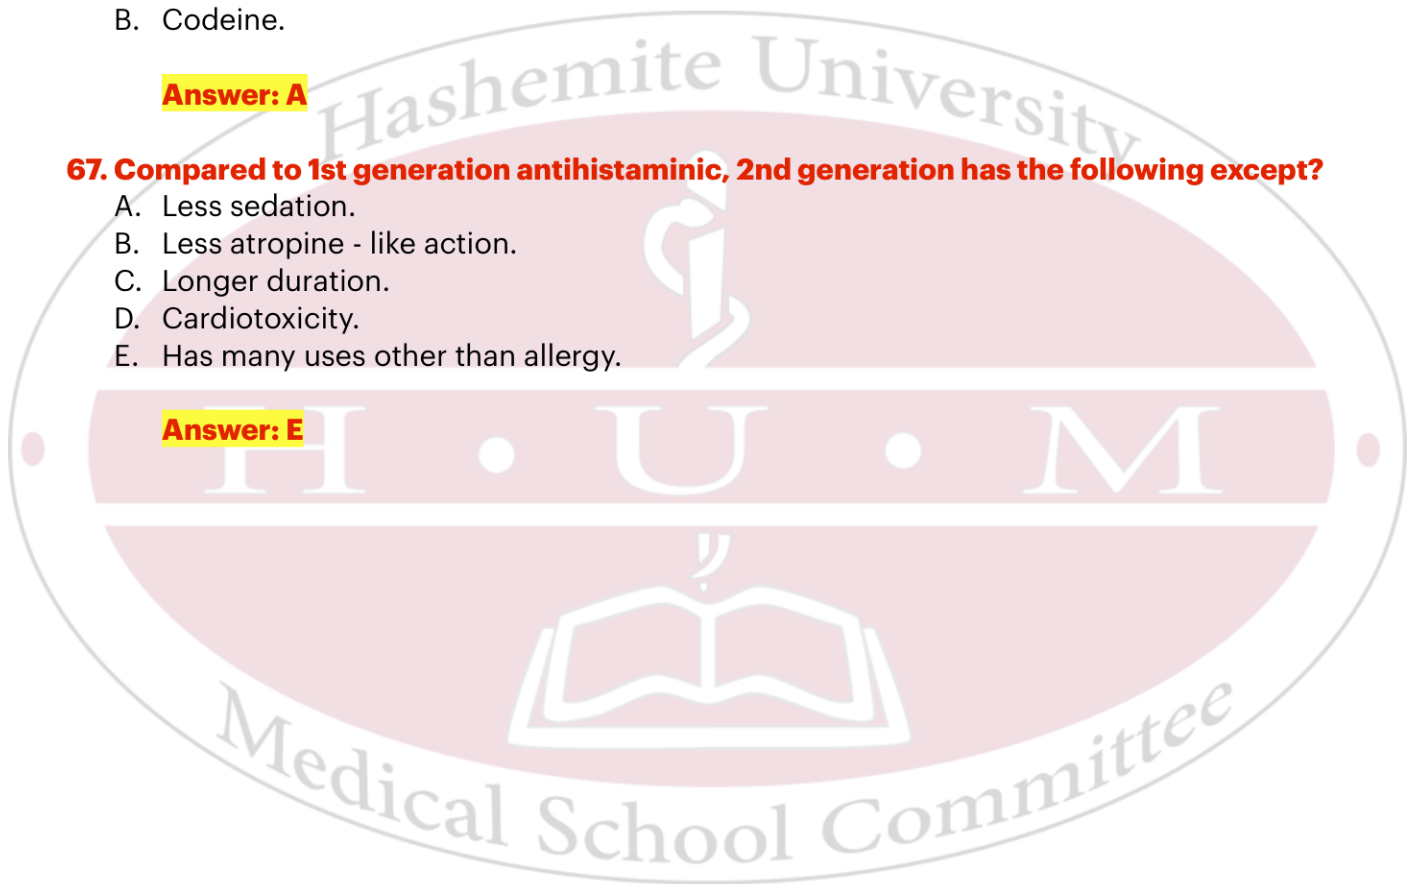 B. Codeine.
Answer: A
67. Compared to 1st generation antihistaminic, 2nd generation has the following except?
A. Less sedation.
B. Less atropine - like action.
C. Longer duration.
D. Cardiotoxicity.
E. Has many uses other than allergy.
Answer: E
Hashemite University
H • U • M
Medical School Committee